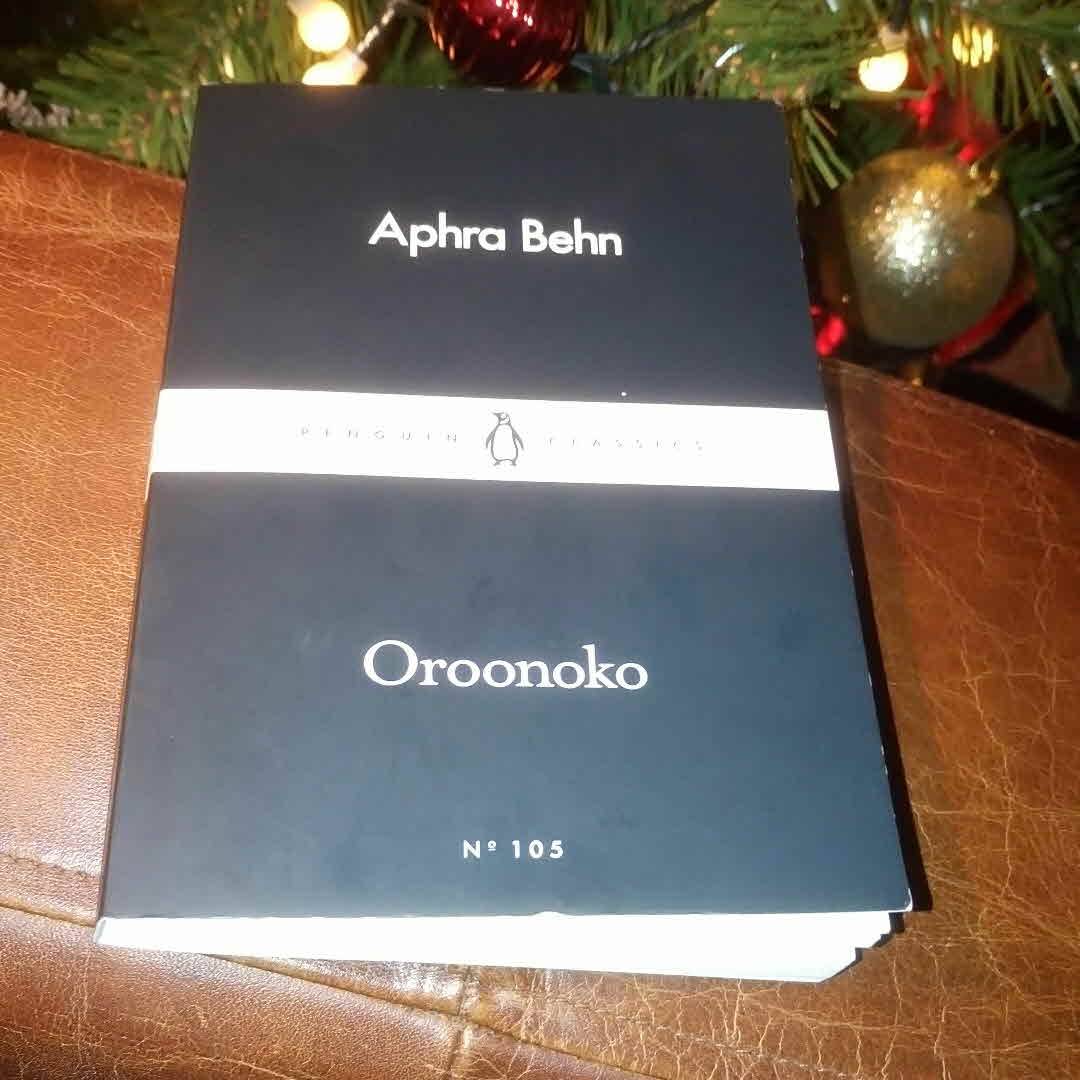 Aphra Behn
PENGUIN CLASSICS
Oroonoko
Nº 105